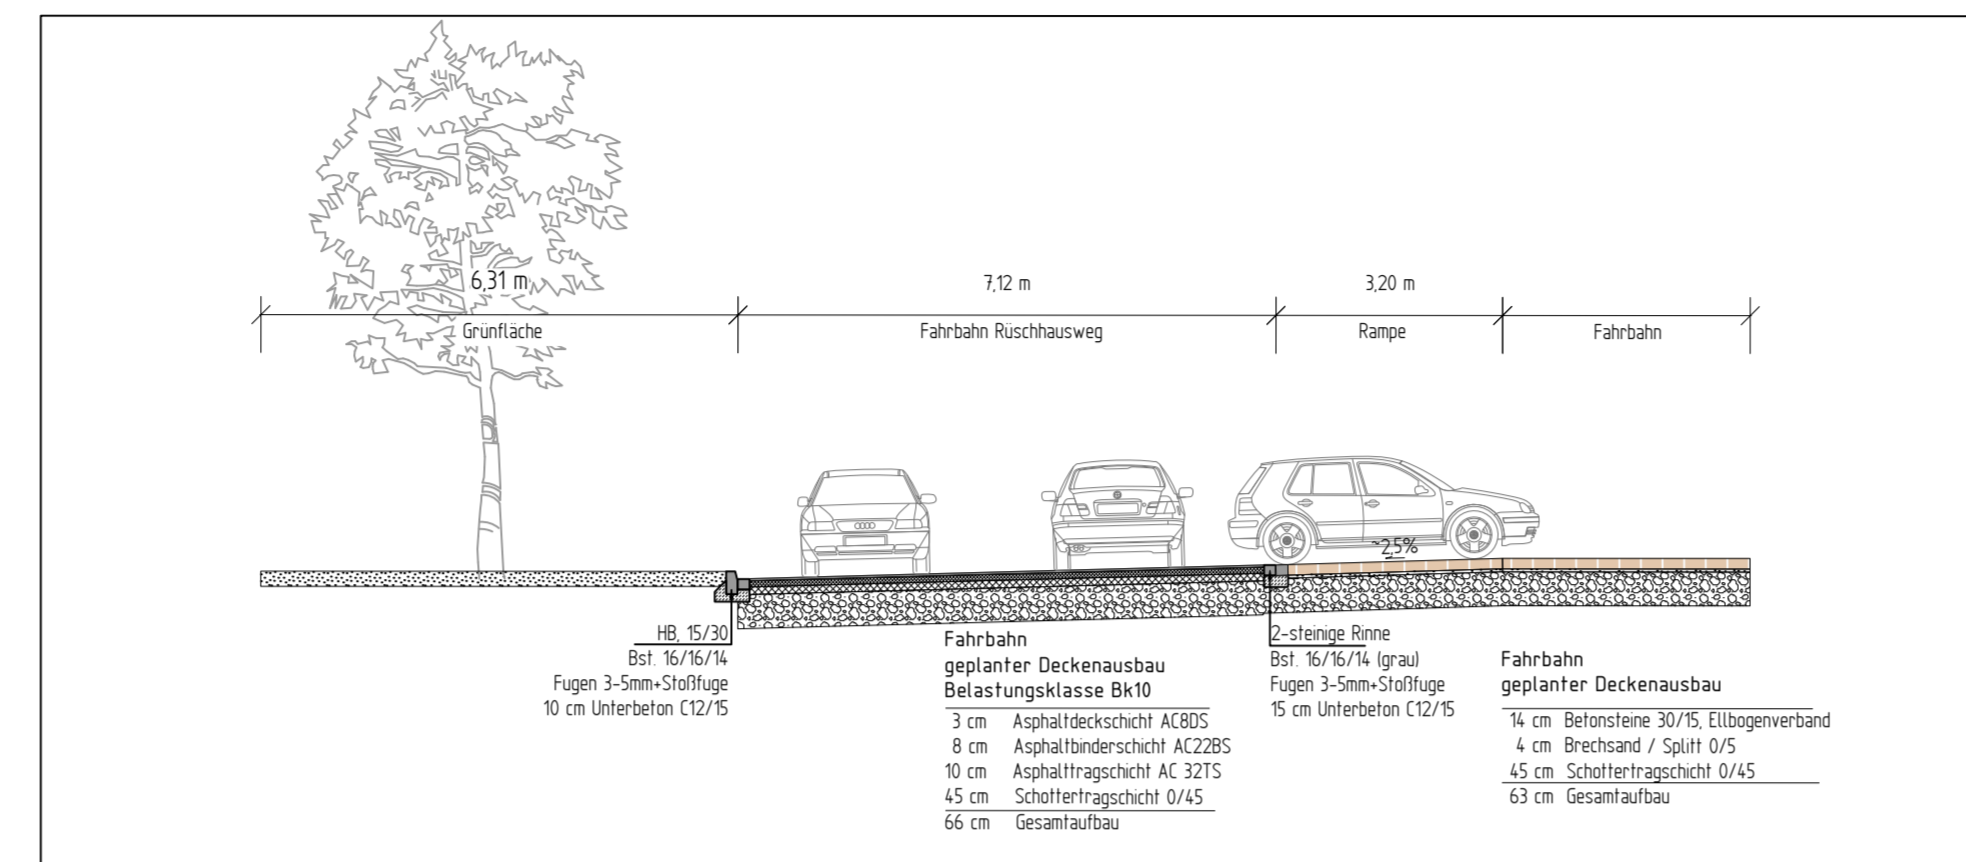 6,31 m
7,12 m
3,20 m
Grünfläche
Fahrbahn Rüschhausweg
Rampe
Fahrbahn
~2,5%
HB, 15/30
Bst. 16/16/14
Fugen 3-5mm+Stoßfuge
10 cm Unterbeton C12/15
Fahrbahn
geplanter Deckenausbau
Belastungsklasse Bk10
3 cm Asphaltdeckschicht AC8DS
8 cm Asphaltbinderschicht AC22BS
10 cm Asphalttragschicht AC 32TS
45 cm Schottertragschicht 0/45
66 cm Gesamtaufbau
2-steinige Rinne
Bst. 16/16/14 (grau)
Fugen 3-5mm+Stoßfuge
15 cm Unterbeton C12/15
Fahrbahn
geplanter Deckenausbau
14 cm Betonsteine 30/15, Ellbogenverband
4 cm Brechsand / Splitt 0/5
45 cm Schottertragschicht 0/45
63 cm Gesamtaufbau